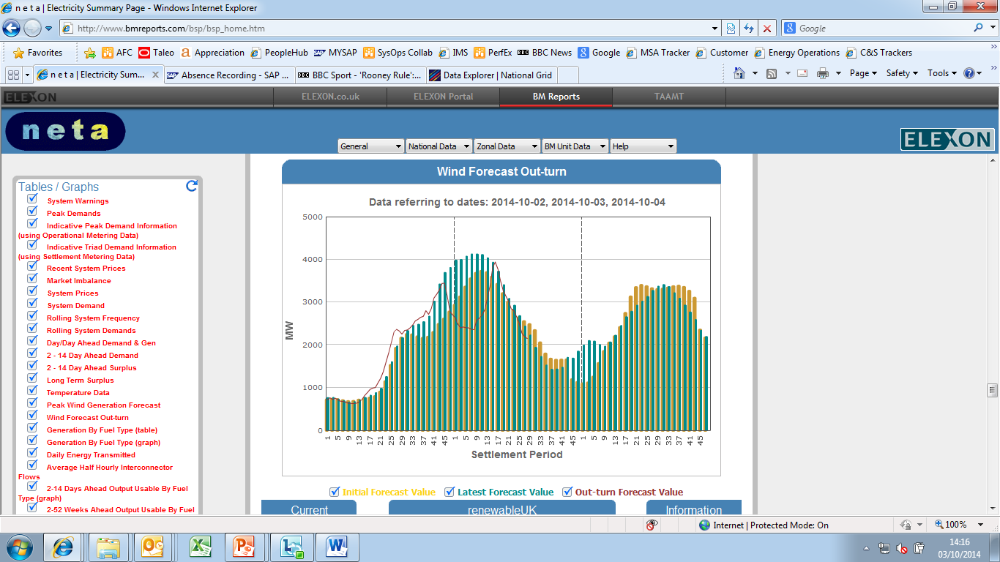 n e t a | Electricity Summary Page - Windows Internet Explorer
http://www.bmreports.com/bsp/bsp_home.htm
Google
Favorites AFC Taleo Appreciation PeopleHub MYSAP SysOps Collab IMS PerfEx BBC News Google MSA Tracker Customer Energy Operations C&S Trackers
n e t a | Electricity Sum... Absence Recording - SAP ... BBC Sport - 'Rooney Rule':... Data Explorer | National Grid Page Safety Tools
ELEXON ELEXON.co.uk ELEXON Portal BM Reports TAAMT
neta
General National Data Zonal Data BM Unit Data Help
ELEXON
Tables / Graphs
System Warnings
Peak Demands
Indicative Peak Demand Information
(using Operational Metering Data)
Indicative Triad Demand Information
(using Settlement Metering Data)
Recent System Prices
Market Imbalance
System Prices
System Demand
Rolling System Frequency
Rolling System Demands
Day/Day Ahead Demand & Gen
2 - 14 Day Ahead Demand
2 - 14 Day Ahead Surplus
Long Term Surplus
Temperature Data
Peak Wind Generation Forecast
Wind Forecast Out-turn
Generation By Fuel Type (table)
Generation By Fuel Type (graph)
Daily Energy Transmitted
Average Half Hourly Interconnector
Flows
2-14 Days Ahead Output Usable By Fuel
Type (graph)
2-52 Weeks Ahead Output Usable By Fuel
Wind Forecast Out-turn
Data referring to dates: 2014-10-02, 2014-10-03, 2014-10-04
5000
4000
3000
2000
1000
0
MW
1 5 9 13 17 21 25 29 33 37 41 45 1 5 9 13 17 21 25 29 33 37 41 45 1 5 9 13 17 21 25 29 33 37 41 45
Settlement Period
Initial Forecast Value Latest Forecast Value Out-turn Forecast Value
Current renewableUK Information
Internet | Protected Mode: On 100%
14:16
03/10/2014